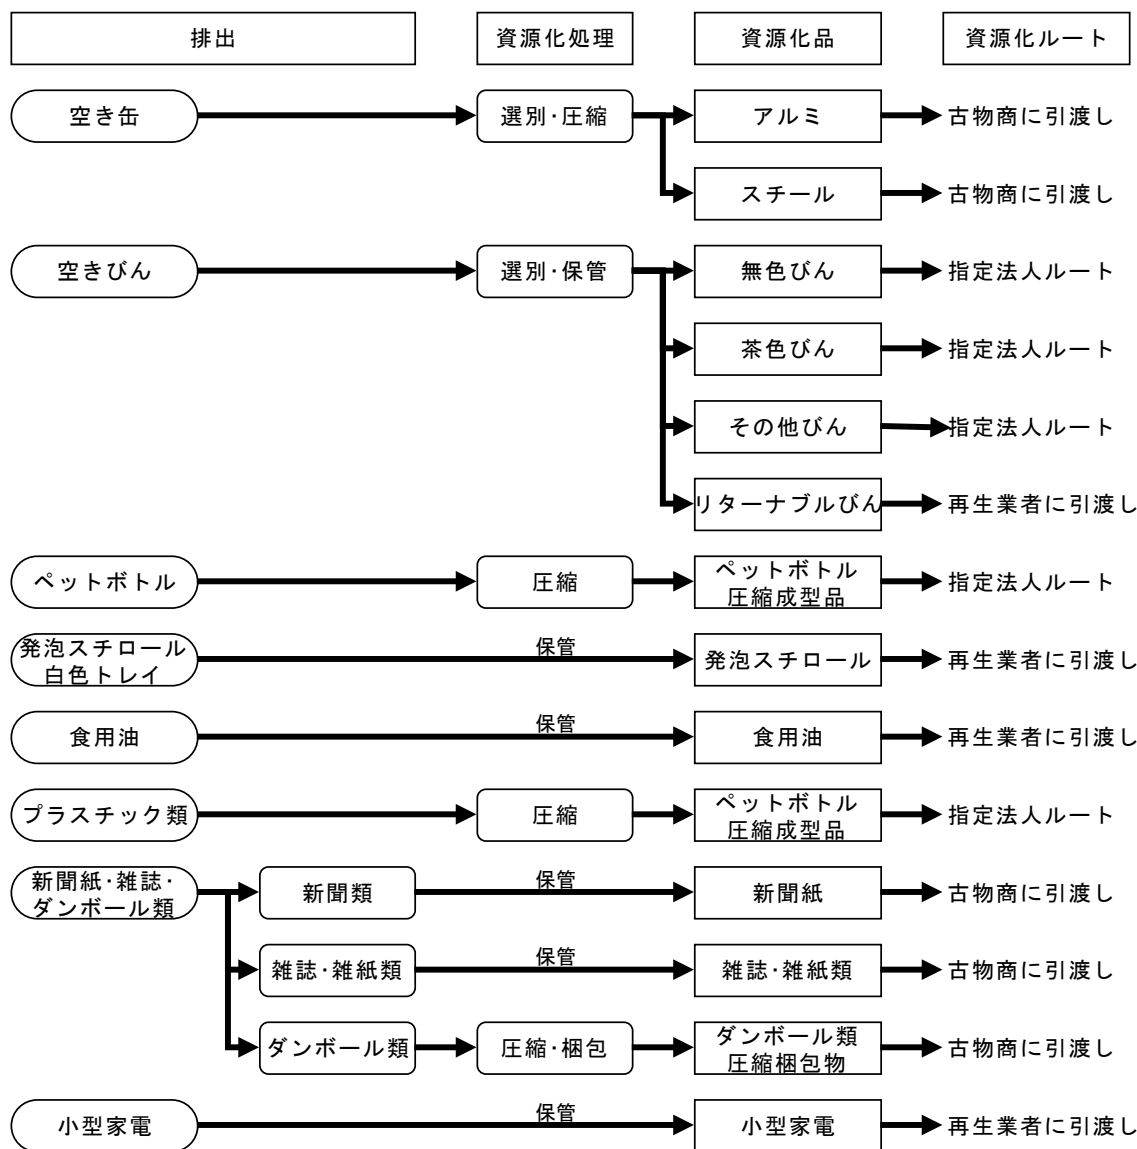 排出
資源化処理
資源化品
資源化ルート
空き缶
選別･圧縮
アルミ
古物商に引渡し
スチール
古物商に引渡し
空きびん
選別･保管
無色びん
指定法人ルート
茶色びん
指定法人ルート
その他びん
指定法人ルート
リターナブルびん
再生業者に引渡し
ペットボトル
圧縮
ペットボトル
圧縮成型品
指定法人ルート
発泡スチロール
白色トレイ
保管
発泡スチロール
再生業者に引渡し
食用油
保管
食用油
再生業者に引渡し
プラスチック類
圧縮
ペットボトル
圧縮成型品
指定法人ルート
新聞紙･雑誌･
ダンボール類
新聞類
保管
新聞紙
古物商に引渡し
雑誌･雑紙類
保管
雑誌･雑紙類
古物商に引渡し
ダンボール類
圧縮･梱包
ダンボール類
圧縮梱包物
古物商に引渡し
小型家電
保管
小型家電
再生業者に引渡し